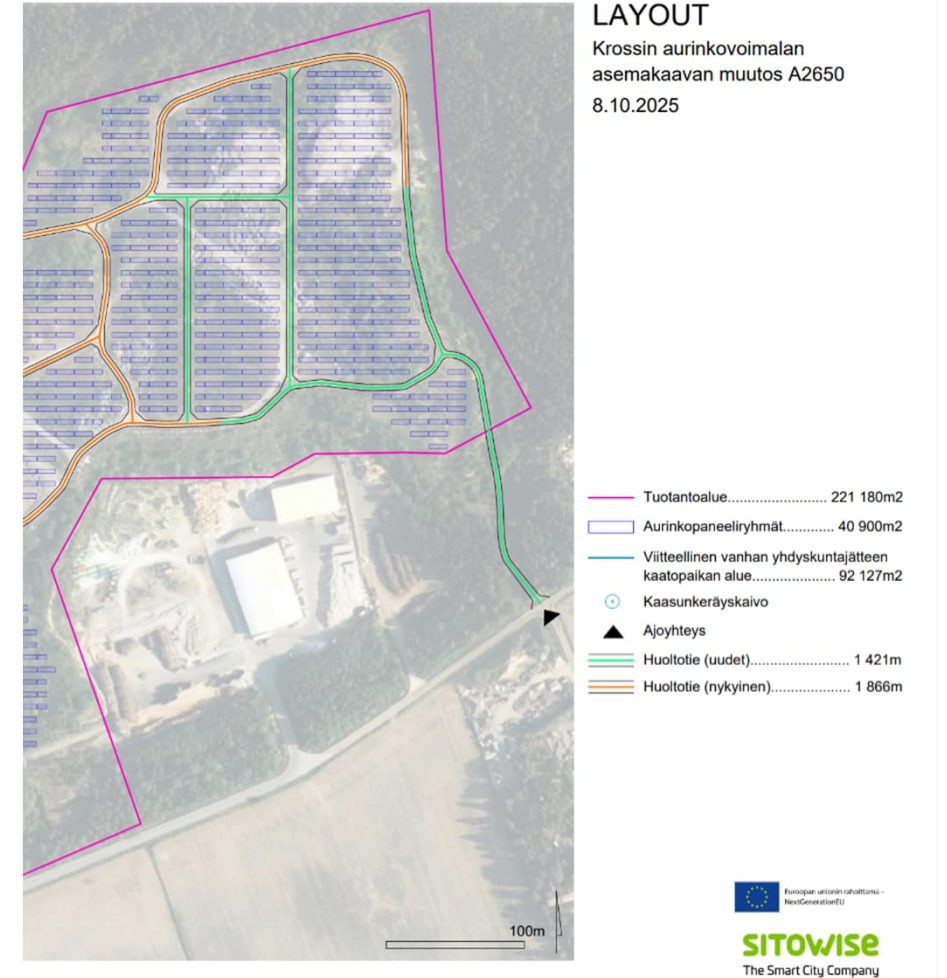 LAYOUT
Krossin aurinkovoimalan
asemakaavan muutos A2650
8.10.2025
Tuotantoalue........................ 221 180m2
Aurinkopaneeliryhmät............ 40 900m2
Viitteellinen vanhan yhdyskuntajätteen
kaatopaikan alue.................... 92 127m2
Kaasunkeräyskaivo
Ajoyhteys
Huoltotie (uudet)........................ 1 421m
Huoltotie (nykyinen)................... 1 866m
100m
Euroopan unionin rahoittama –
NextGenerationEU
SITOWISE
The Smart City Company